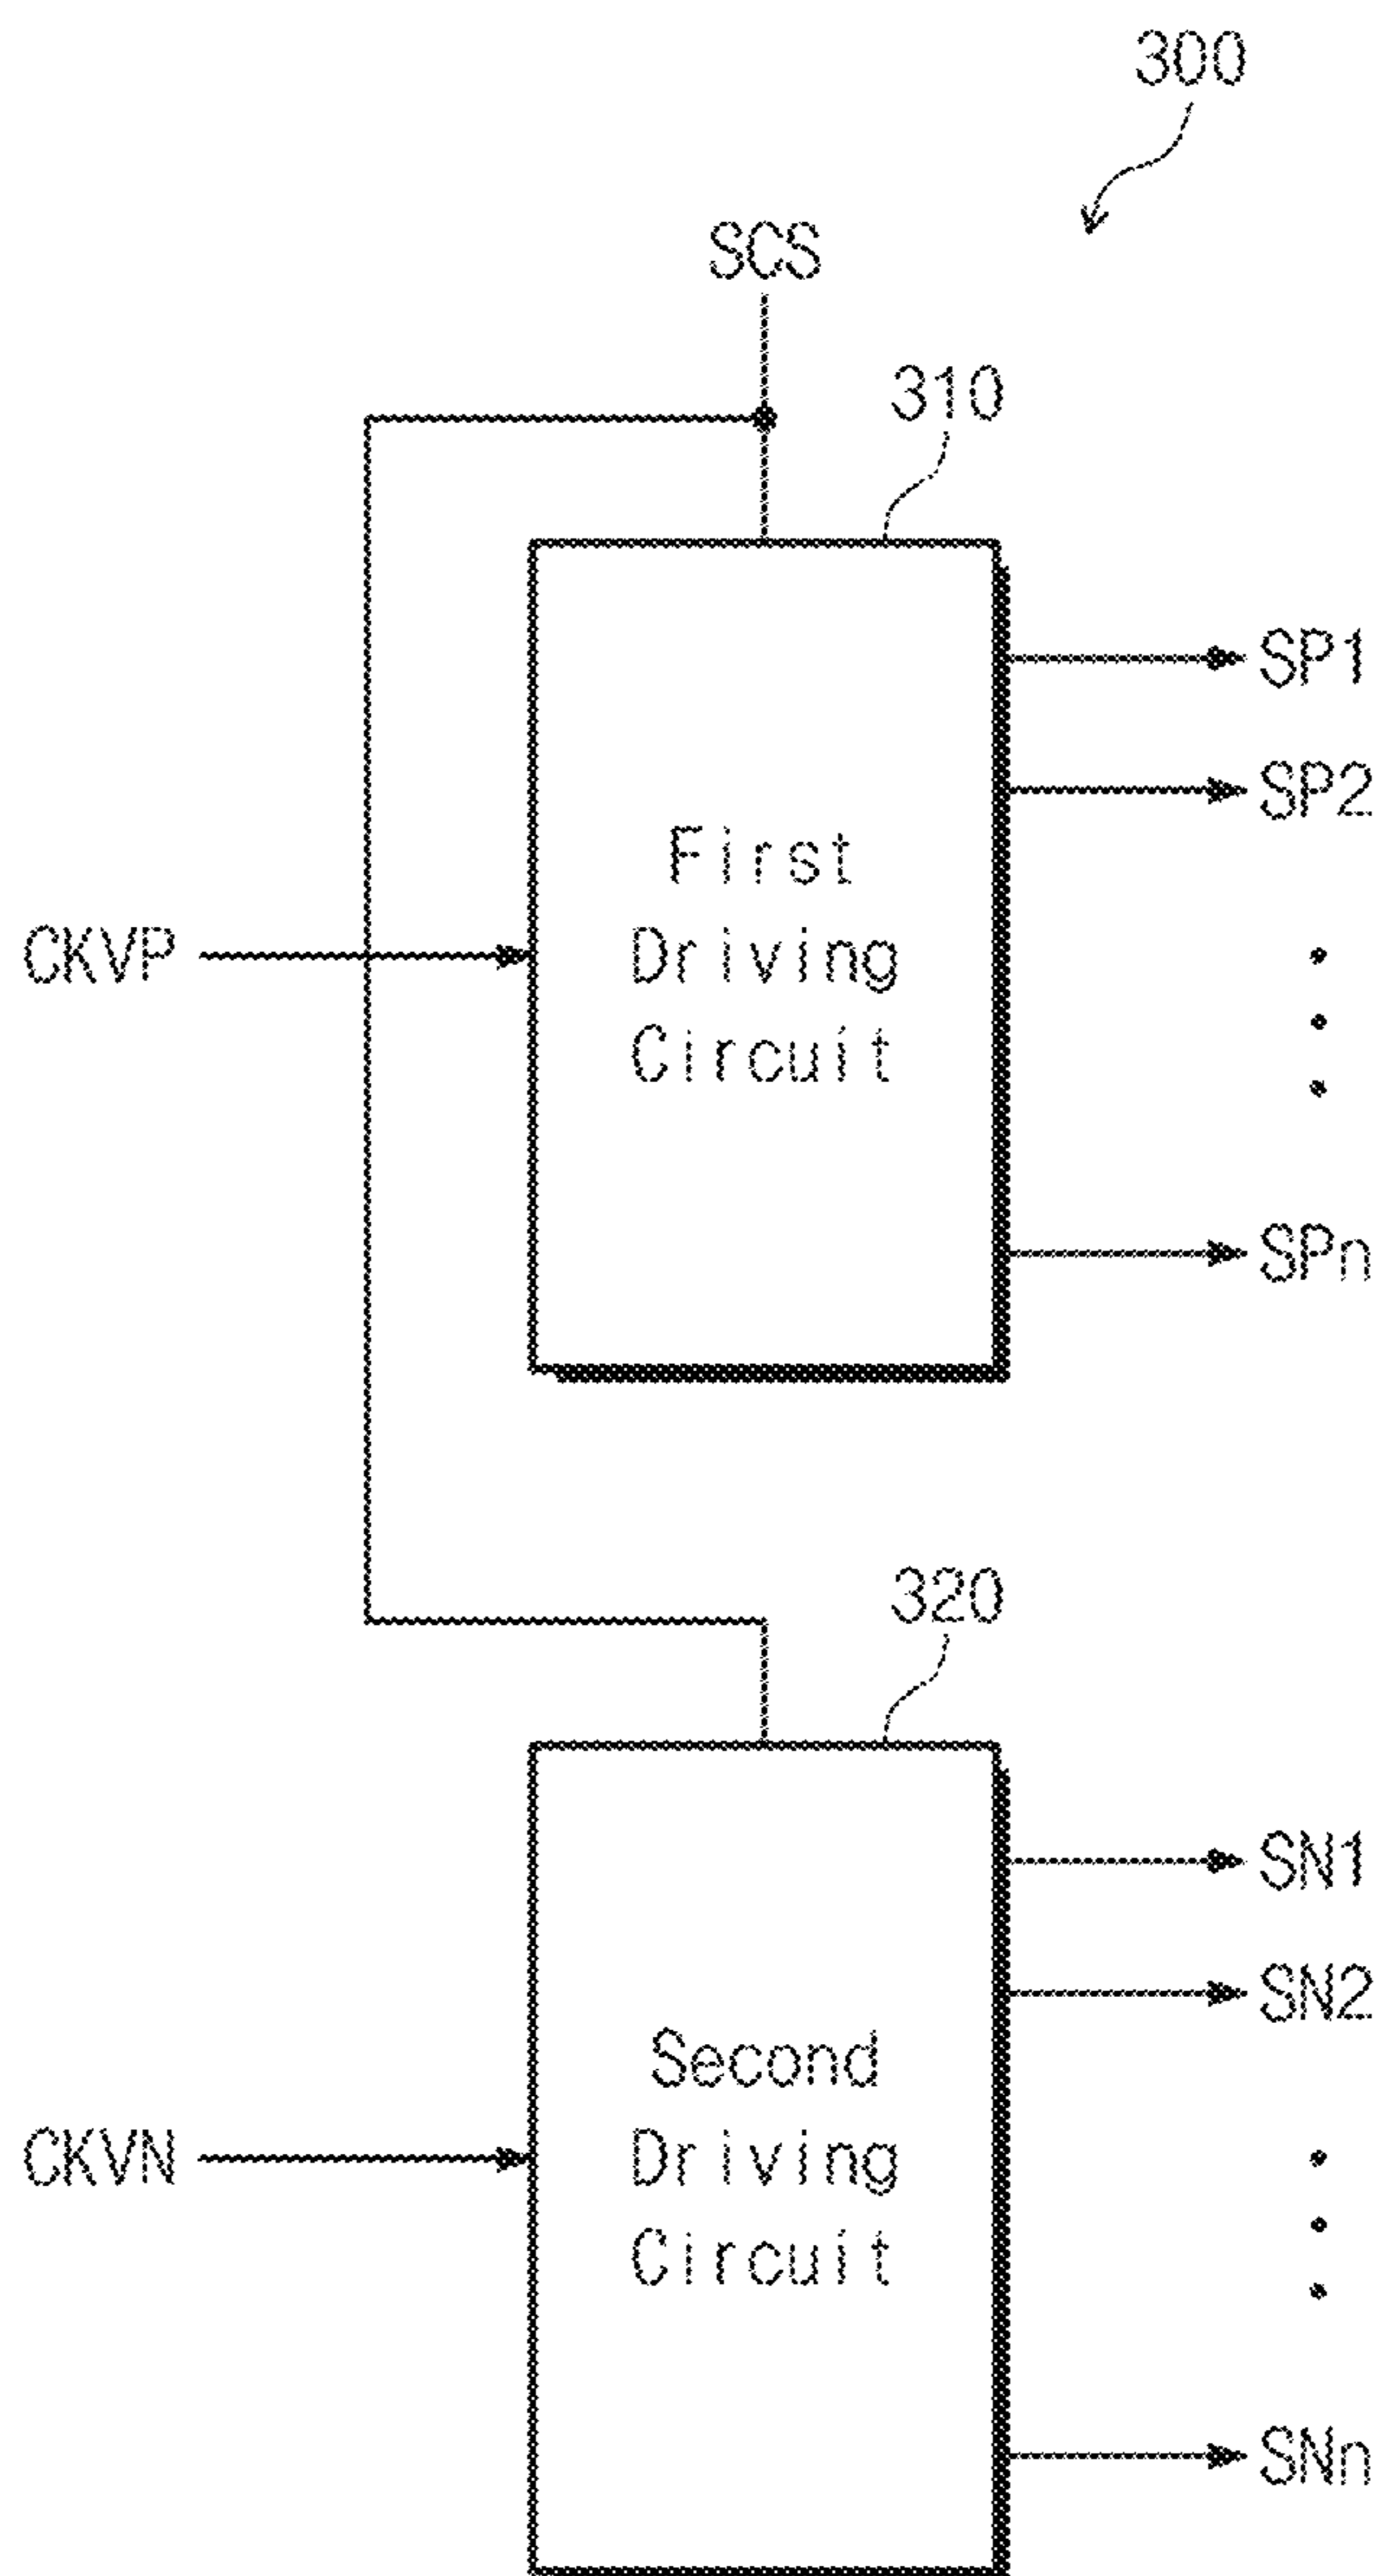 300
SCS
310
SP1
SP2
First
Driving
Circuit
CKVP
SPn
320
SN1
SN2
Second
Driving
Circuit
CKVN
SNn